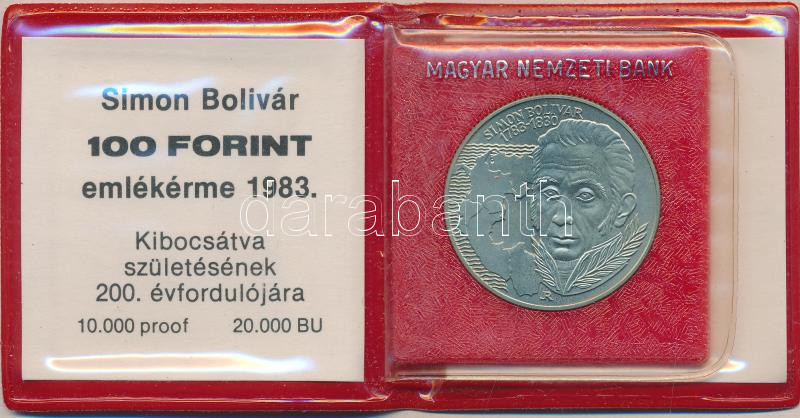 Simon Bolivár
100 FORINT
emlékérme 1983.
Kibocsátva
születésének
200. évfordulójára
10.000 proof 20.000 BU
MAGYAR NEMZETI BANK
SIMON BOLIVAR
1783-1830
R
darabanth